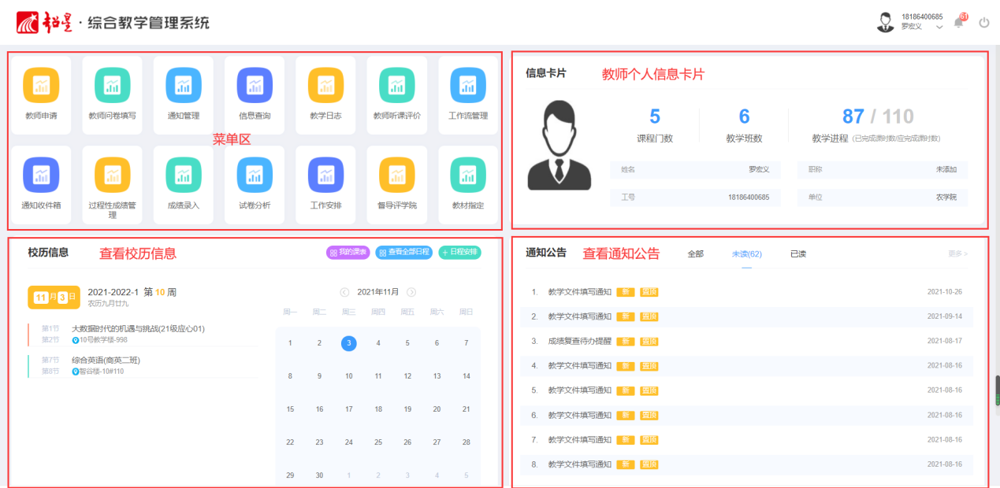 超星·综合教学管理系统
18186400685
罗宏义
61
教师申请 教师问卷填写 通知管理 信息查询 教学日志 教师听课评价 工作流管理
菜单区
通知收件箱 过程性成绩管理 成绩录入 试卷分析 工作安排 督导评学院 教材指定
信息卡片 教师个人信息卡片
5 6 87 / 110
课程门数 教学班数 教学进程 (已完成课时数/应完成课时数)
姓名 罗宏义 职称 未添加
工号 18186400685 单位 农学院
校历信息 查看校历信息 我的课表 查看全部日程 + 日程安排
11月3日 2021-2022-1 第 10 周
农历九月廿九
第1节 大数据时代的机遇与挑战(21级应心01)
第2节 10号教学楼-998
第7节 综合英语(商英二班)
第8节 智谷楼-10#110
2021年11月
周一 周二 周三 周四 周五 周六 周日
1 2 3 4 5 6 7
8 9 10 11 12 13 14
15 16 17 18 19 20 21
22 23 24 25 26 27 28
29 30 1 2 3 4 5
通知公告 查看通知公告 全部 未读(62) 已读 更多>
1. 教学文件填写通知 新 置顶 2021-10-26
2. 教学文件填写通知 新 置顶 2021-09-14
3. 成绩复查待办提醒 新 置顶 2021-08-17
4. 教学文件填写通知 新 置顶 2021-08-16
5. 教学文件填写通知 新 置顶 2021-08-16
6. 教学文件填写通知 新 置顶 2021-08-16
7. 教学文件填写通知 新 置顶 2021-08-16
8. 教学文件填写通知 新 置顶 2021-08-16